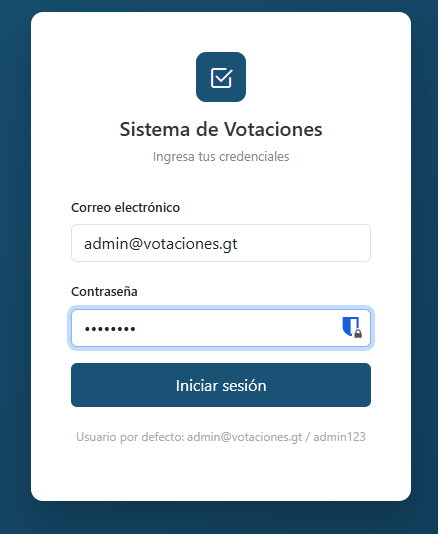 Sistema de Votaciones
Ingresa tus credenciales
Correo electrónico
admin@votaciones.gt
Contraseña
••••••••
Iniciar sesión
Usuario por defecto: admin@votaciones.gt / admin123